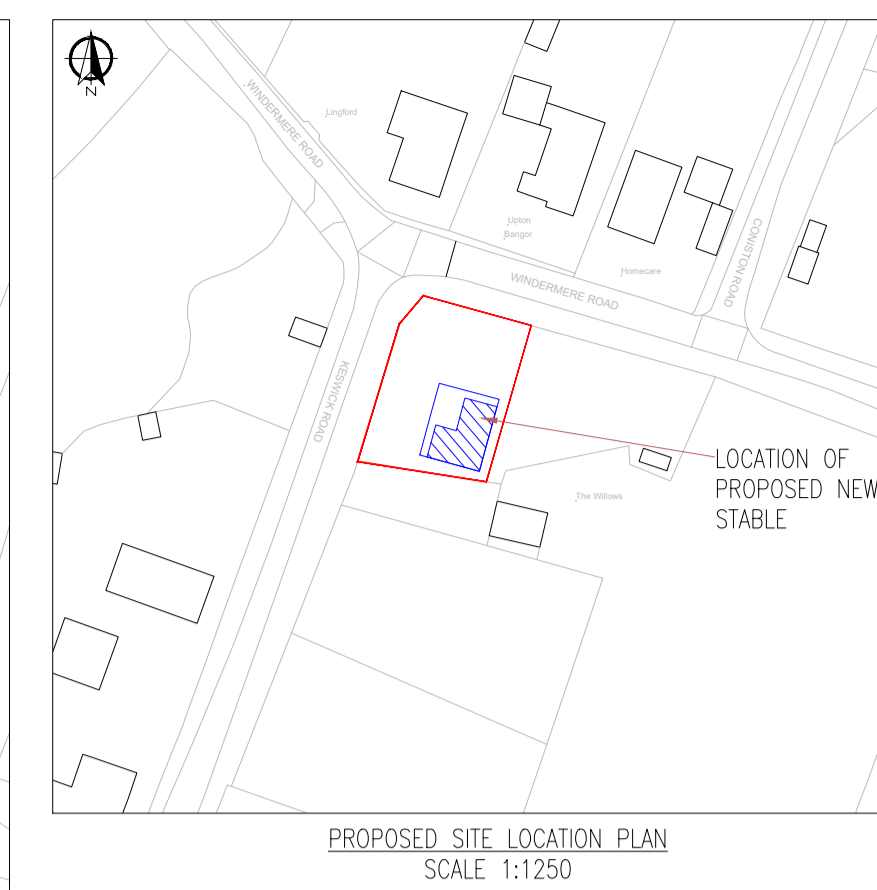 N
WINDERMERE ROAD
Lingford
Upton
Bangor
Homecare
WINDERMERE ROAD
CONISTON ROAD
KESWICK ROAD
LOCATION OF
PROPOSED NEW
STABLE
The Willows
PROPOSED SITE LOCATION PLAN
SCALE 1:1250